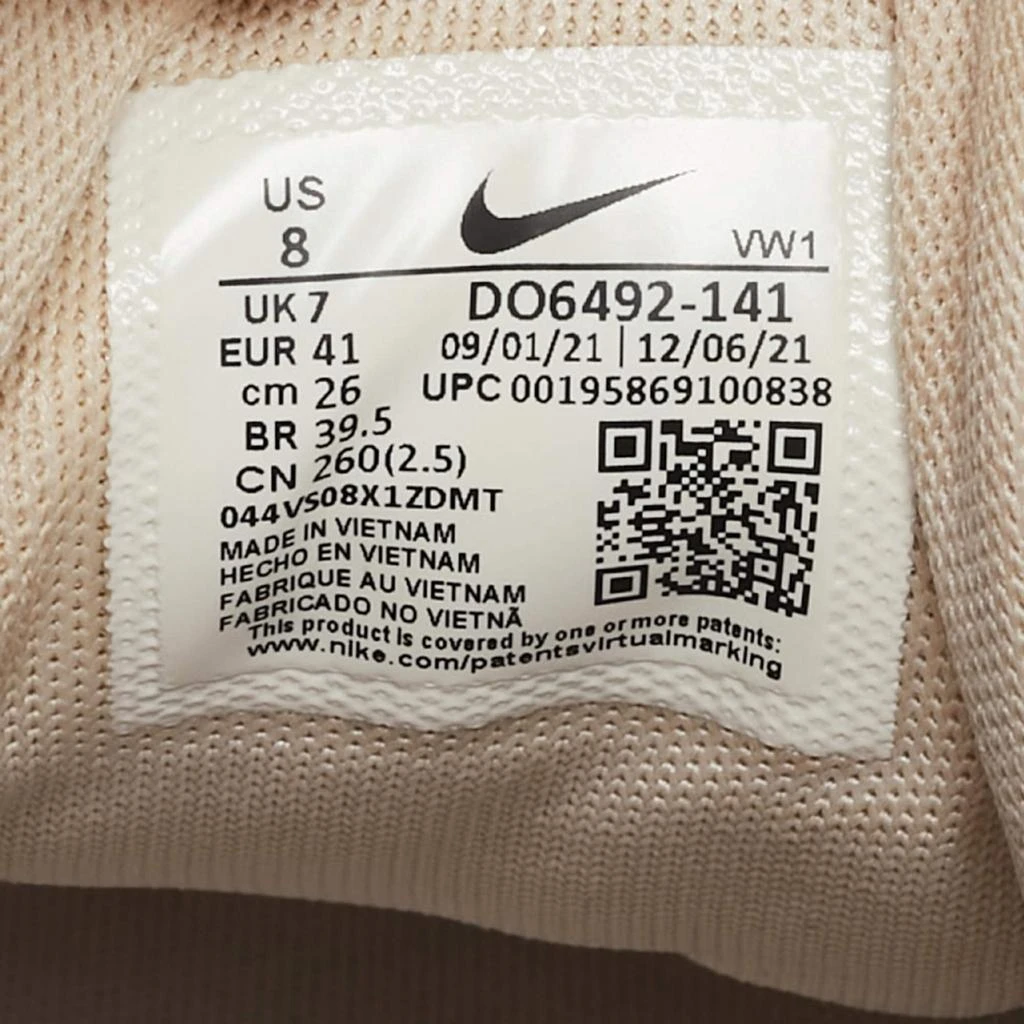 US
8
VW1
UK 7
DO6492-141
EUR 41
09/01/21 | 12/06/21
cm 26
UPC 00195869100838
BR 39.5
CN 260(2.5)
044VS08X1ZDMT
MADE IN VIETNAM
HECHO EN VIETNAM
FABRIQUE AU VIETNAM
FABRICADO NO VIETNÃ
This product is covered by one or more patents:
www.nike.com/patentsvirtualmarking